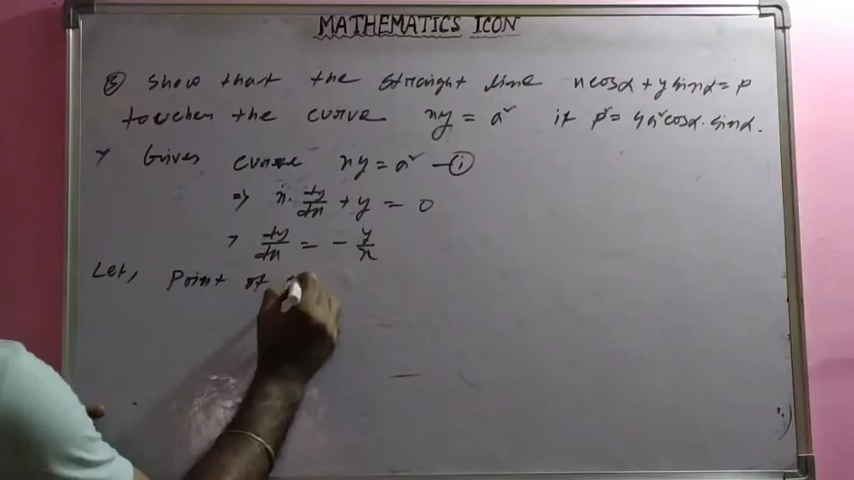 MATHEMATICS ICON
③ Show that the straight line x cosα + y sinα = p
touches the curve xy = a² if p² = 4a² cosα · sinα.
→ Given curve xy = a² —①
⇒ x · dy/dx + y = 0
→ dy/dx = - y/x
Let, Point of